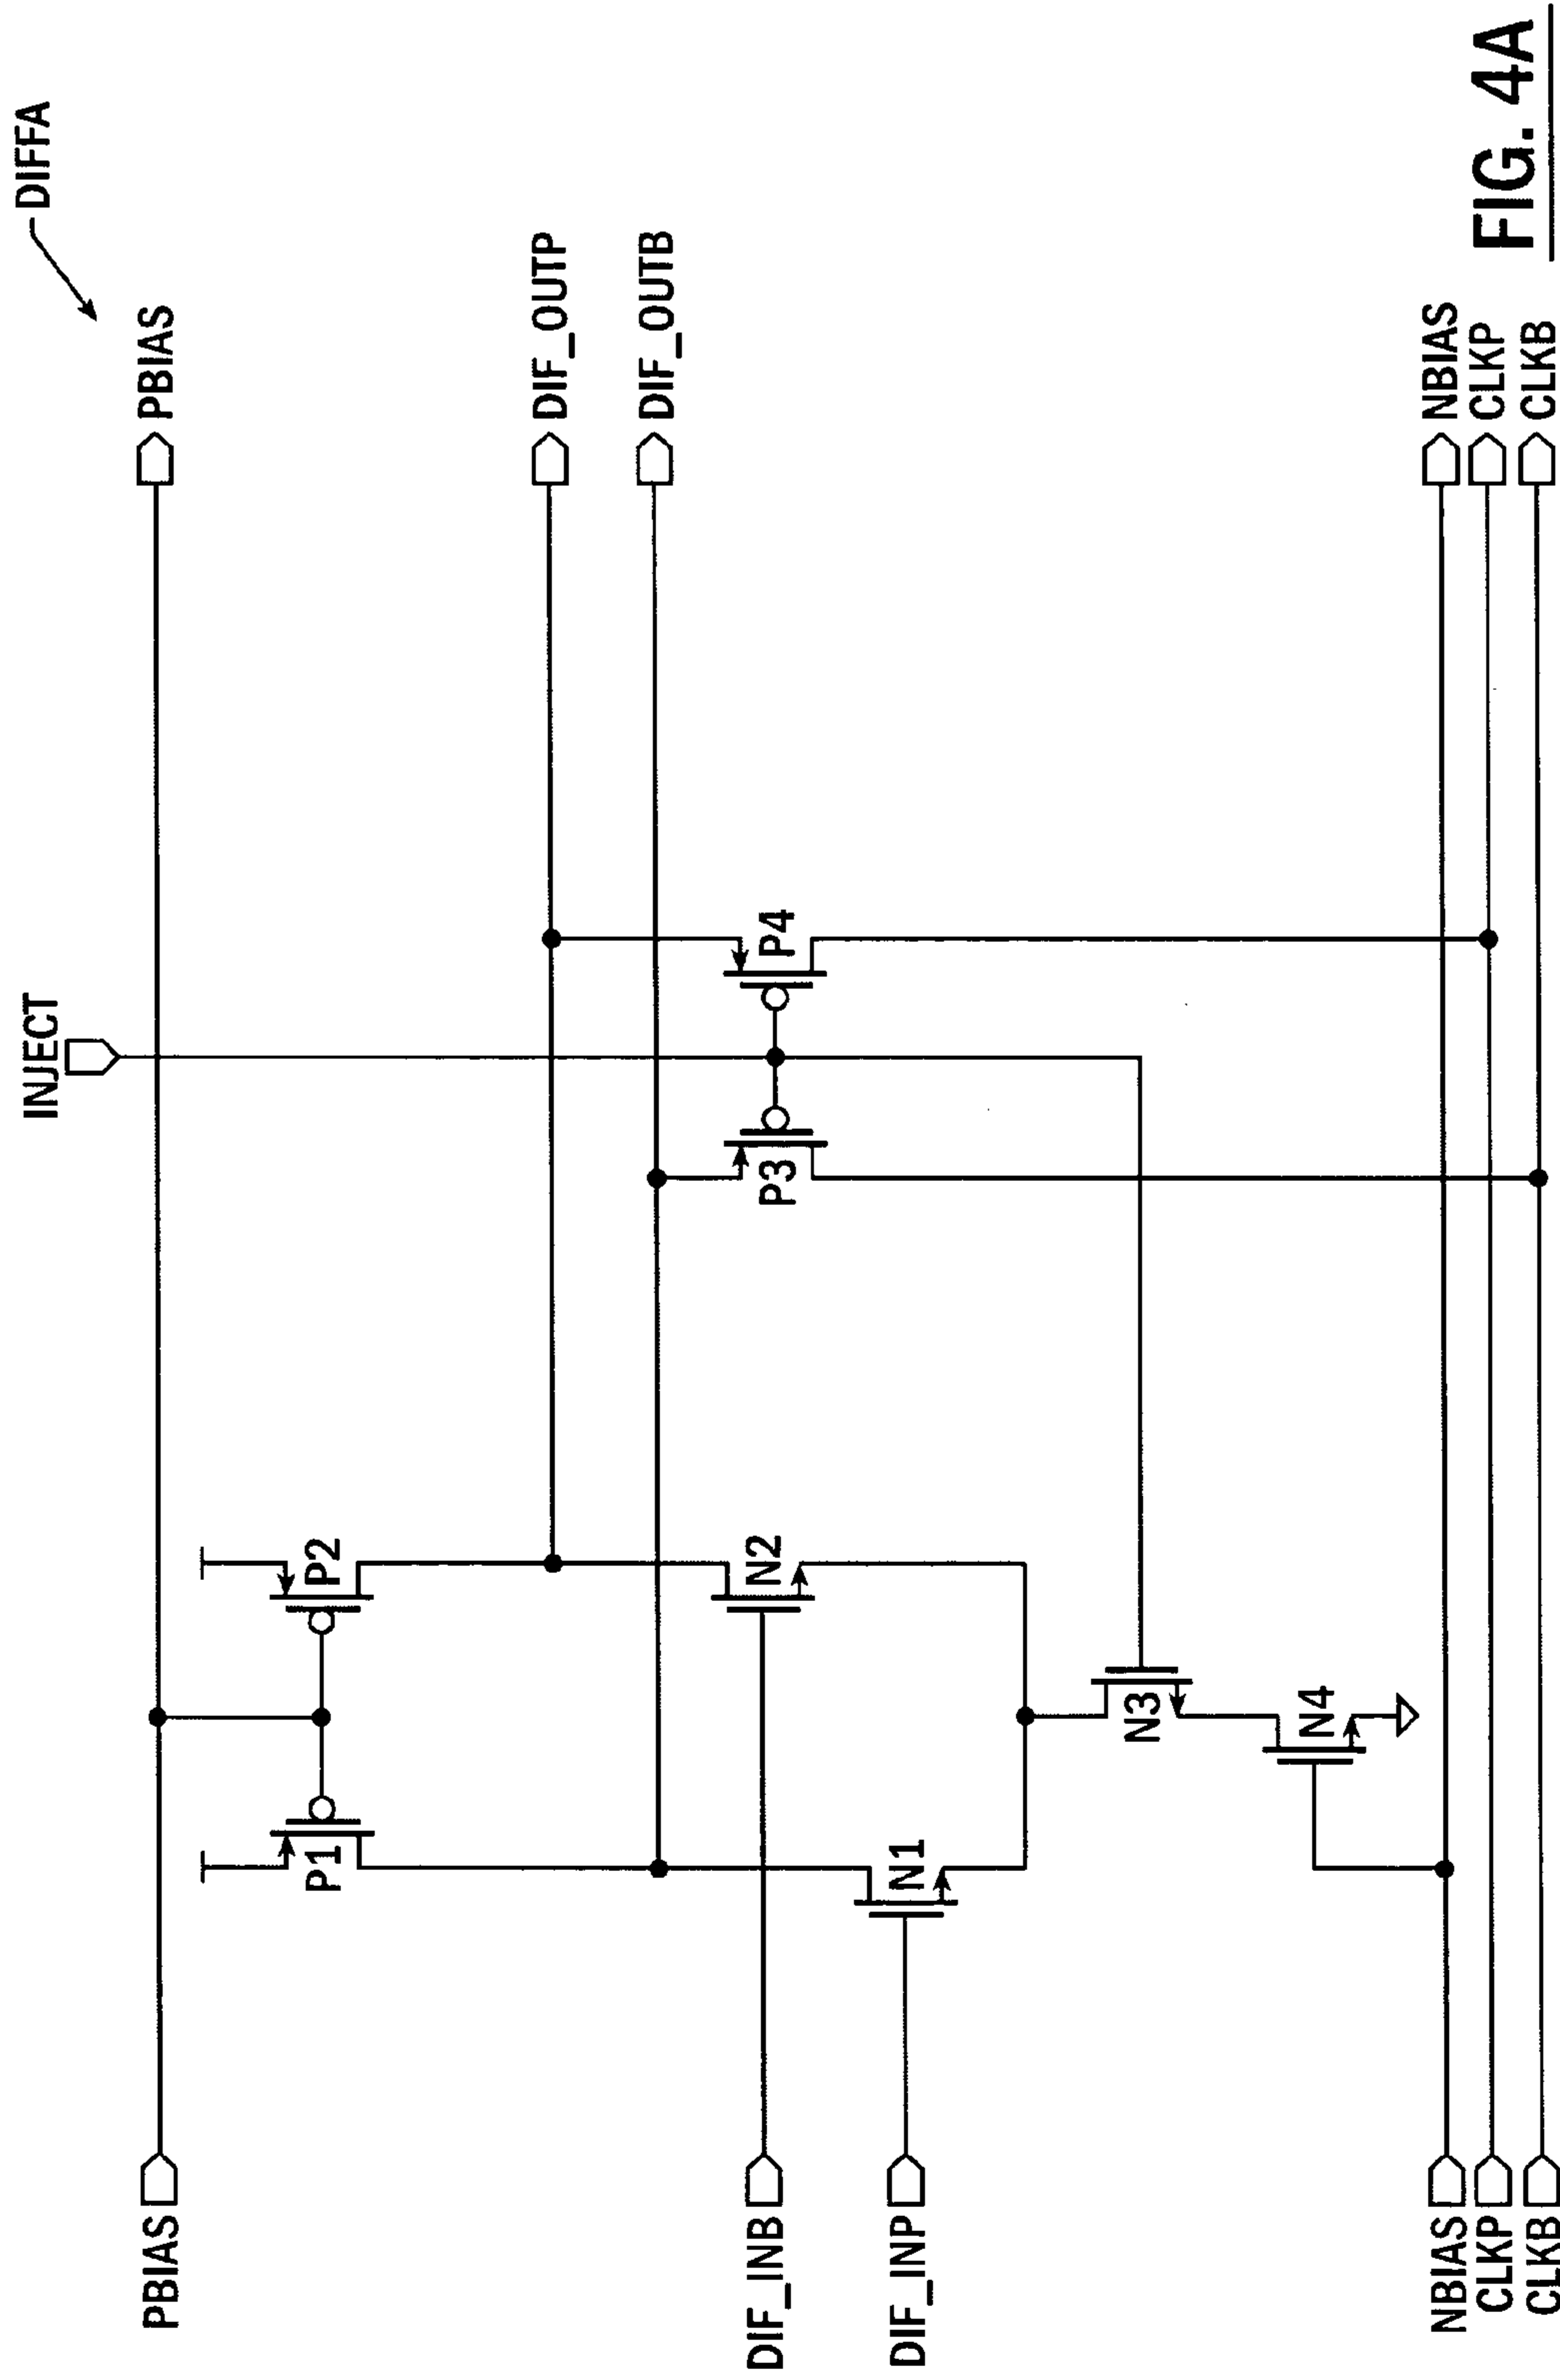 DIFFA
INJECT
PBIAS
PBIAS
P1
P2
DIF_OUTP
DIF_OUTB
DIF_INB
N2
P3
P4
DIF_INP
N1
N3
N4
NBIAS
NBIAS
CLKP
CLKP
CLKB
CLKB
FIG. 4A